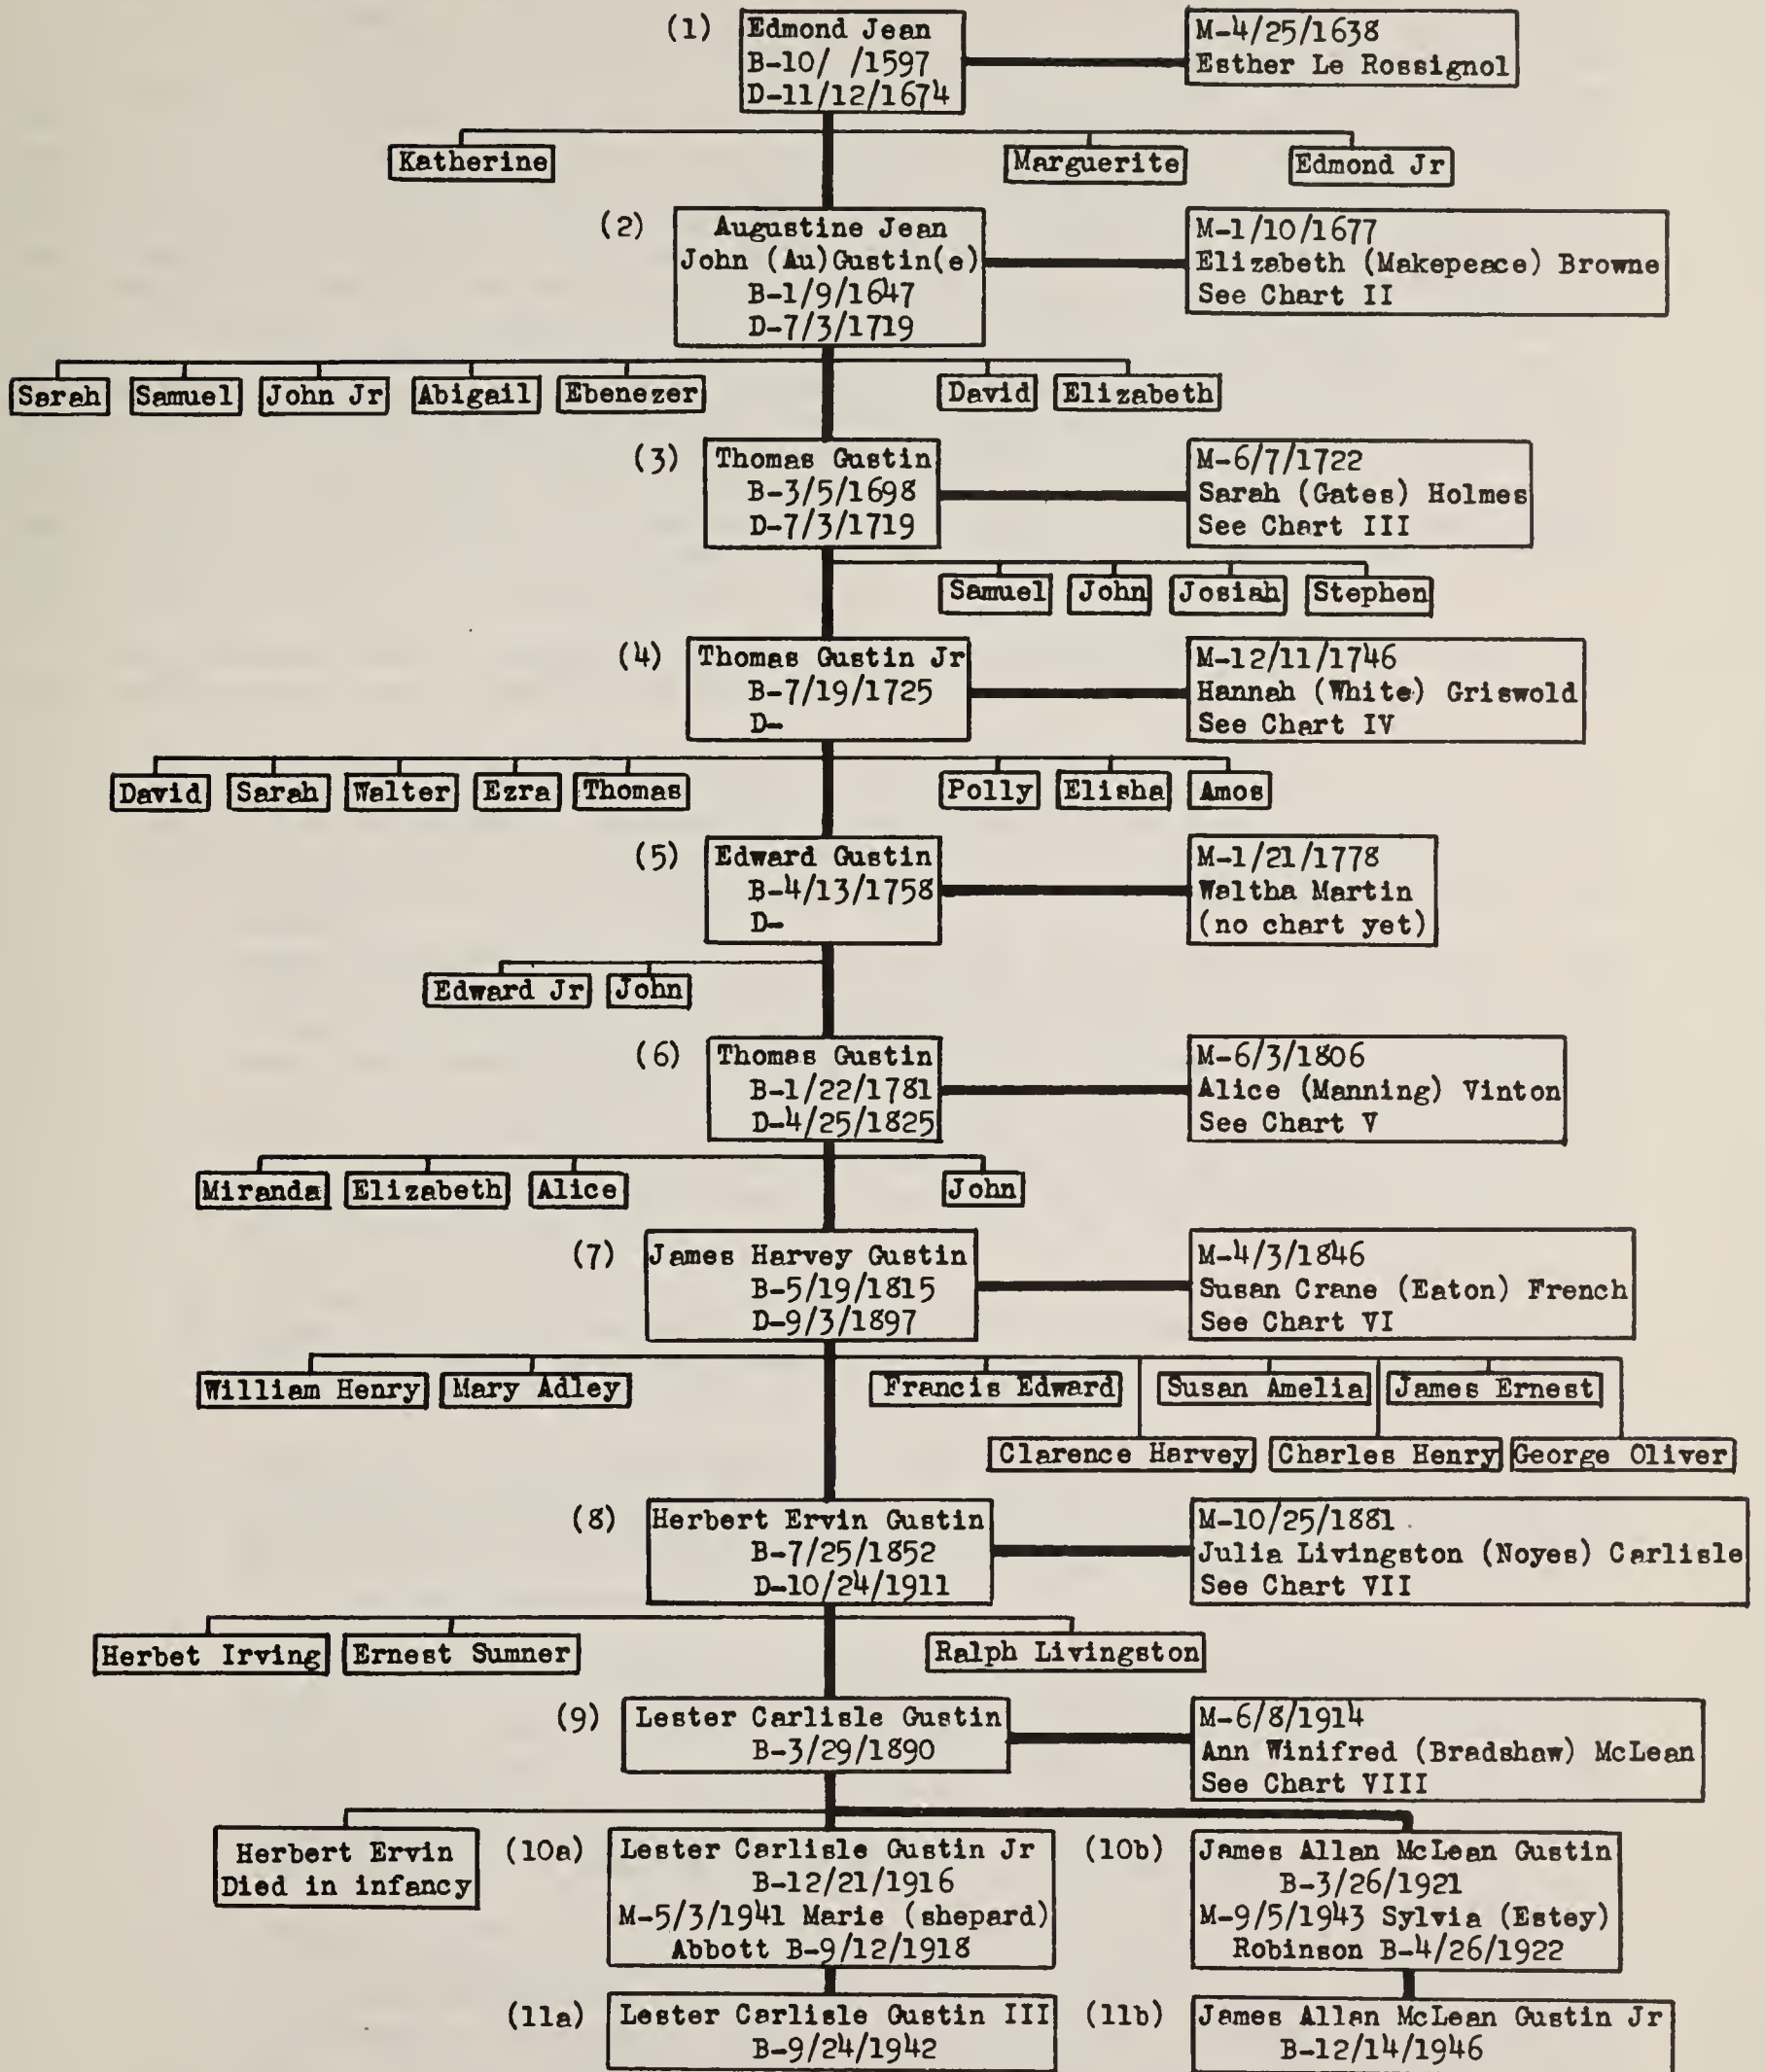 (1) Edmond Jean
B-10/ /1597
D-11/12/1674
M-4/25/1638
Esther Le Rossignol
Katherine
Marguerite
Edmond Jr
(2) Augustine Jean
John (Au)Gustin(e)
B-1/9/1647
D-7/3/1719
M-1/10/1677
Elizabeth (Makepeace) Browne
See Chart II
Sarah
Samuel
John Jr
Abigail
Ebenezer
David
Elizabeth
(3) Thomas Gustin
B-3/5/1698
D-7/3/1719
M-6/7/1722
Sarah (Gates) Holmes
See Chart III
Samuel
John
Josiah
Stephen
(4) Thomas Gustin Jr
B-7/19/1725
D-
M-12/11/1746
Hannah (White) Griswold
See Chart IV
David
Sarah
Walter
Ezra
Thomas
Polly
Elisha
Amos
(5) Edward Gustin
B-4/13/1758
D-
M-1/21/1778
Waltha Martin
(no chart yet)
Edward Jr
John
(6) Thomas Gustin
B-1/22/1781
D-4/25/1825
M-6/3/1806
Alice (Manning) Vinton
See Chart V
Miranda
Elizabeth
Alice
John
(7) James Harvey Gustin
B-5/19/1815
D-9/3/1897
M-4/3/1846
Susan Crane (Eaton) French
See Chart VI
William Henry
Mary Adley
Francis Edward
Susan Amelia
James Ernest
Clarence Harvey
Charles Henry
George Oliver
(8) Herbert Ervin Gustin
B-7/25/1852
D-10/24/1911
M-10/25/1881
Julia Livingston (Noyes) Carlisle
See Chart VII
Herbet Irving
Ernest Sumner
Ralph Livingston
(9) Lester Carlisle Gustin
B-3/29/1890
M-6/8/1914
Ann Winifred (Bradshaw) McLean
See Chart VIII
Herbert Ervin
Died in infancy
(10a) Lester Carlisle Gustin Jr
B-12/21/1916
M-5/3/1941 Marie (shepard)
Abbott B-9/12/1918
(10b) James Allan McLean Gustin
B-3/26/1921
M-9/5/1943 Sylvia (Estey)
Robinson B-4/26/1922
(11a) Lester Carlisle Gustin III
B-9/24/1942
(11b) James Allan McLean Gustin Jr
B-12/14/1946